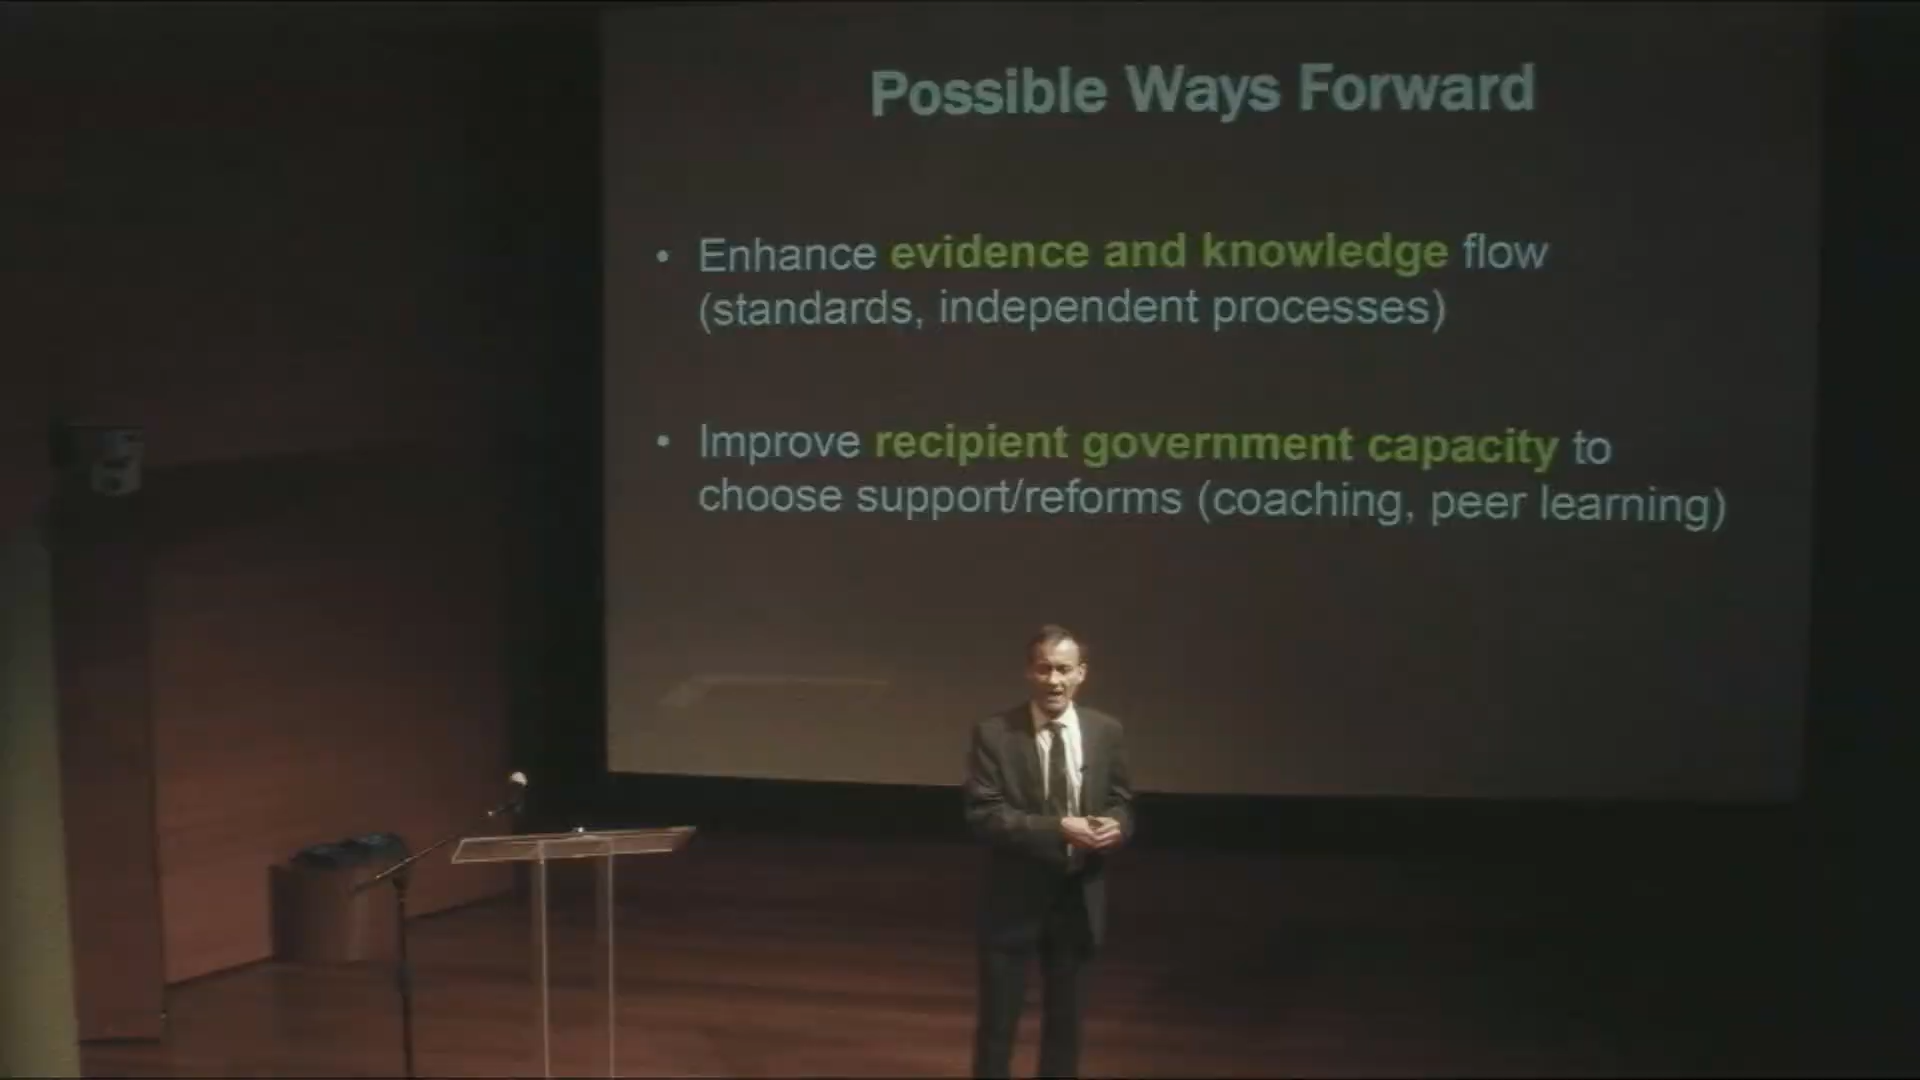 Possible Ways Forward
• Enhance evidence and knowledge flow
(standards, independent processes)
• Improve recipient government capacity to
choose support/reforms (coaching, peer learning)